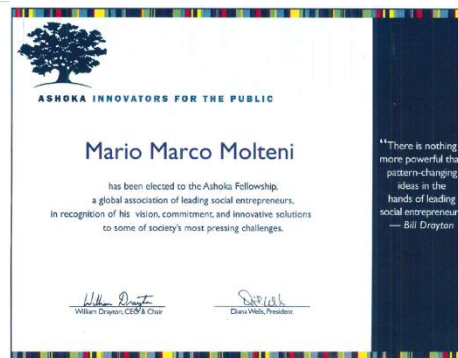 ASHOKA INNOVATORS FOR THE PUBLIC
Mario Marco Molteni
has been elected to the Ashoka Fellowship,
a global association of leading social entrepreneurs,
in recognition of his vision, commitment, and innovative solutions
to some of society's most pressing challenges.
William Drayton, CEO & Chair
Diana Wells, President
“There is nothing
more powerful tha
pattern-changing
ideas in the
hands of leading
social entrepreneur
— Bill Drayton